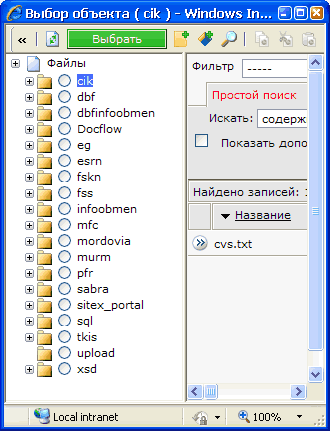 Выбор объекта ( cik ) - Windows In...
« Выбрать
Файлы
cik
dbf
dbfinfoobmen
Docflow
eg
esrn
fskn
fss
infoobmen
mfc
mordovia
murm
pfr
sabra
sitex_portal
sql
tkis
upload
xsd
Фильтр -----
Простой поиск
Искать: содерж
Показать допо
Найдено записей:
Название
cvs.txt
Local intranet
100%